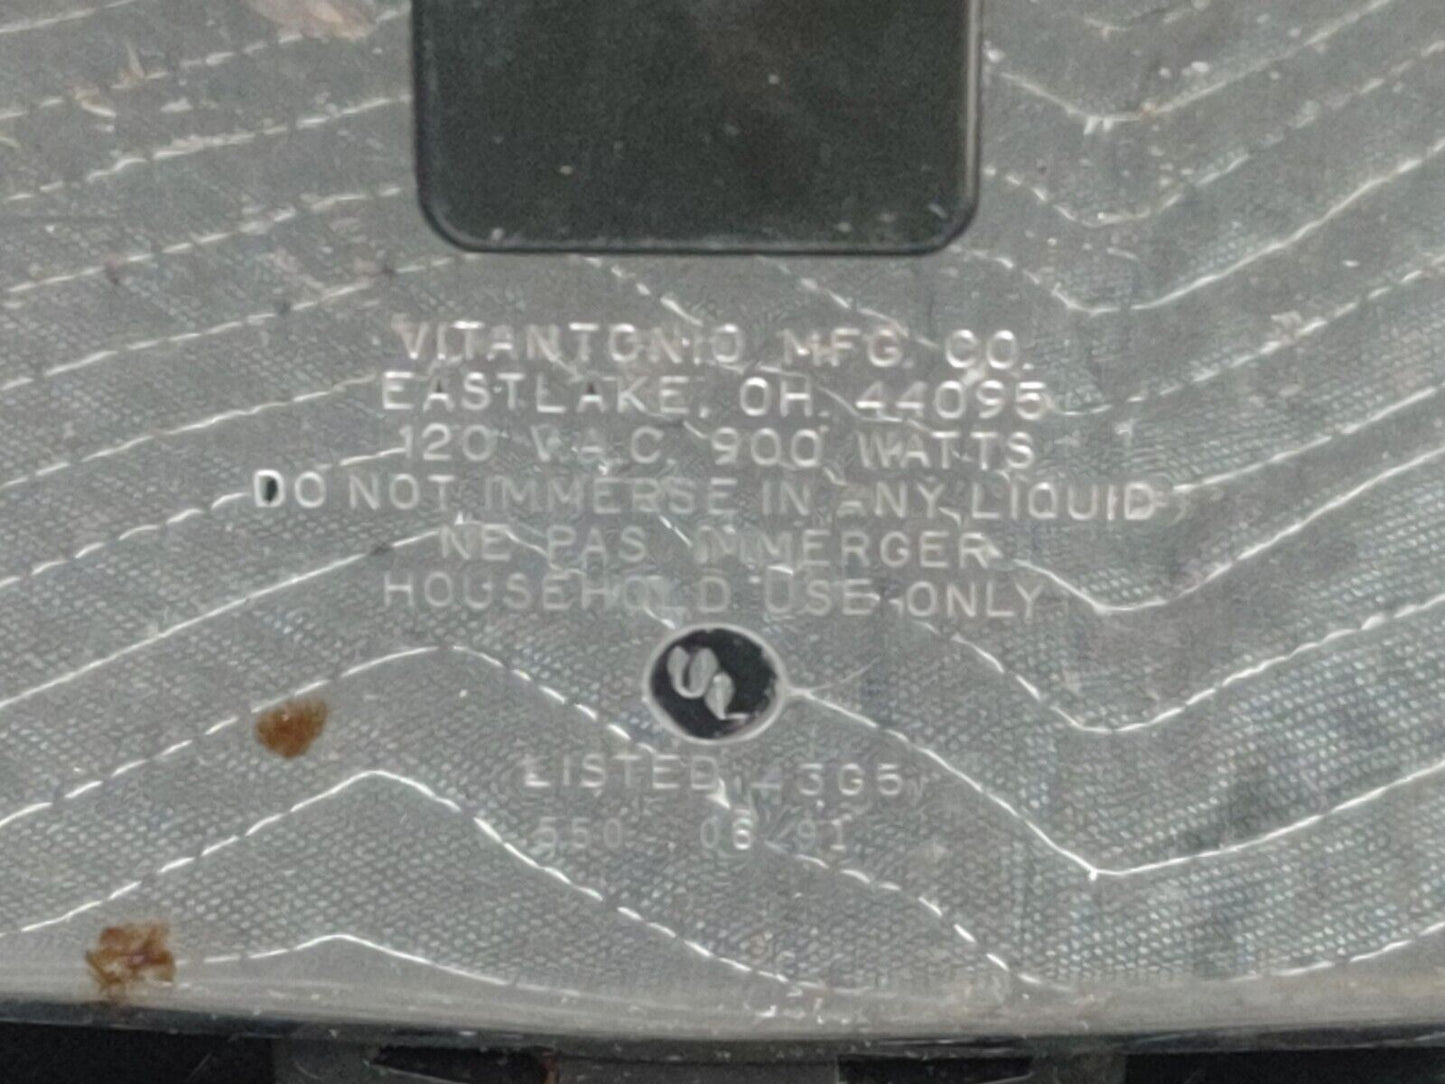 VITANTONIO MFG. CO.
EASTLAKE, OH. 44095
120 V.A.C. 900 WATTS
DO NOT IMMERSE IN ANY LIQUID
NE PAS IMMERGER
HOUSEHOLD USE ONLY
UL
LISTED 43G5
550 06/91